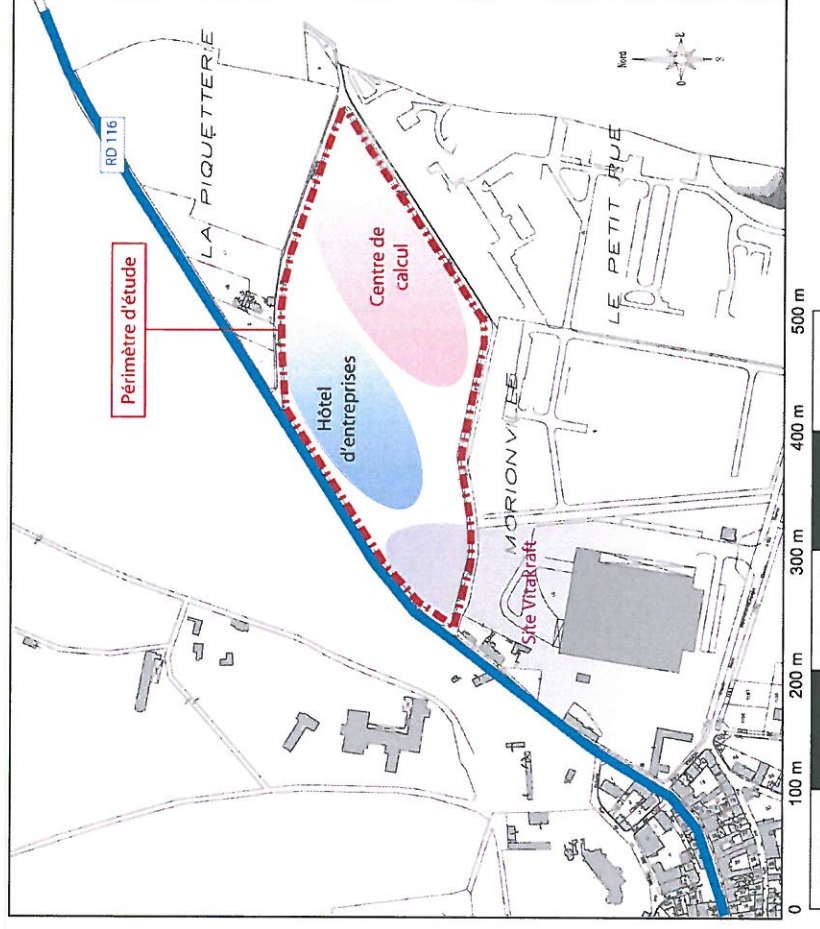 RD 116
LA PIQUETTERIE
Nord
E
S
O
Périmètre d'étude
Centre de
calcul
Hôtel
d'entreprises
LE PETIT RUE
MORIONVILLE
Site VitaKraft
0
100 m
200 m
300 m
400 m
500 m